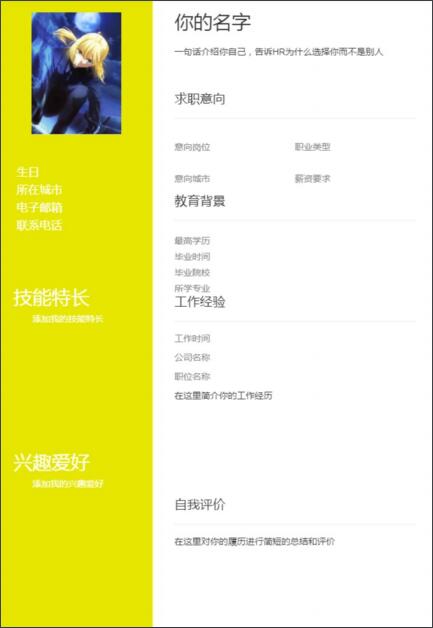 生日
所在城市
电子邮箱
联系电话
技能特长
添加我的技能特长
兴趣爱好
添加我的兴趣爱好
你的名字
一句话介绍你自己，告诉HR为什么选择你而不是别人
求职意向
意向岗位 职业类型
意向城市 薪资要求
教育背景
最高学历
毕业时间
毕业院校
所学专业
工作经验
工作时间
公司名称
职位名称
在这里简介你的工作经历
自我评价
在这里对你的履历进行简短的总结和评价